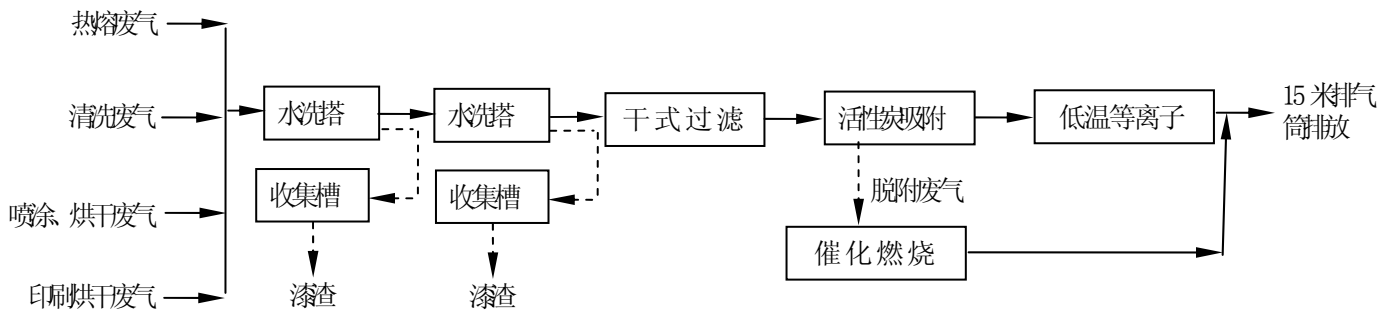 热熔废气
清洗废气
喷涂、烘干废气
印刷烘干废气
水洗塔
水洗塔
干式过滤
活性炭吸附
低温等离子
15 米排气
筒排放
收集槽
收集槽
脱附废气
催化燃烧
漆渣
漆渣